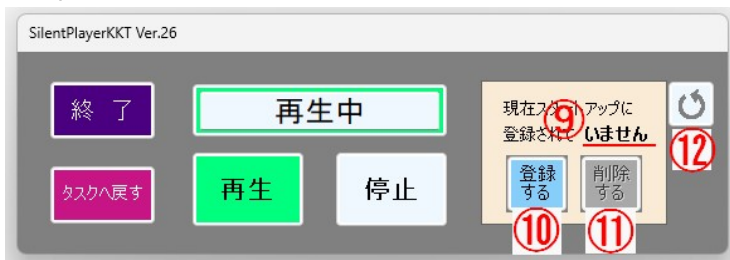 SilentPlayerKKT Ver.26
終 了
再生中
タスクへ戻す
再生
停止
現在スタートアップに
登録されて いません
⑨
登録
する
削除
する
⑩
⑪
⑫